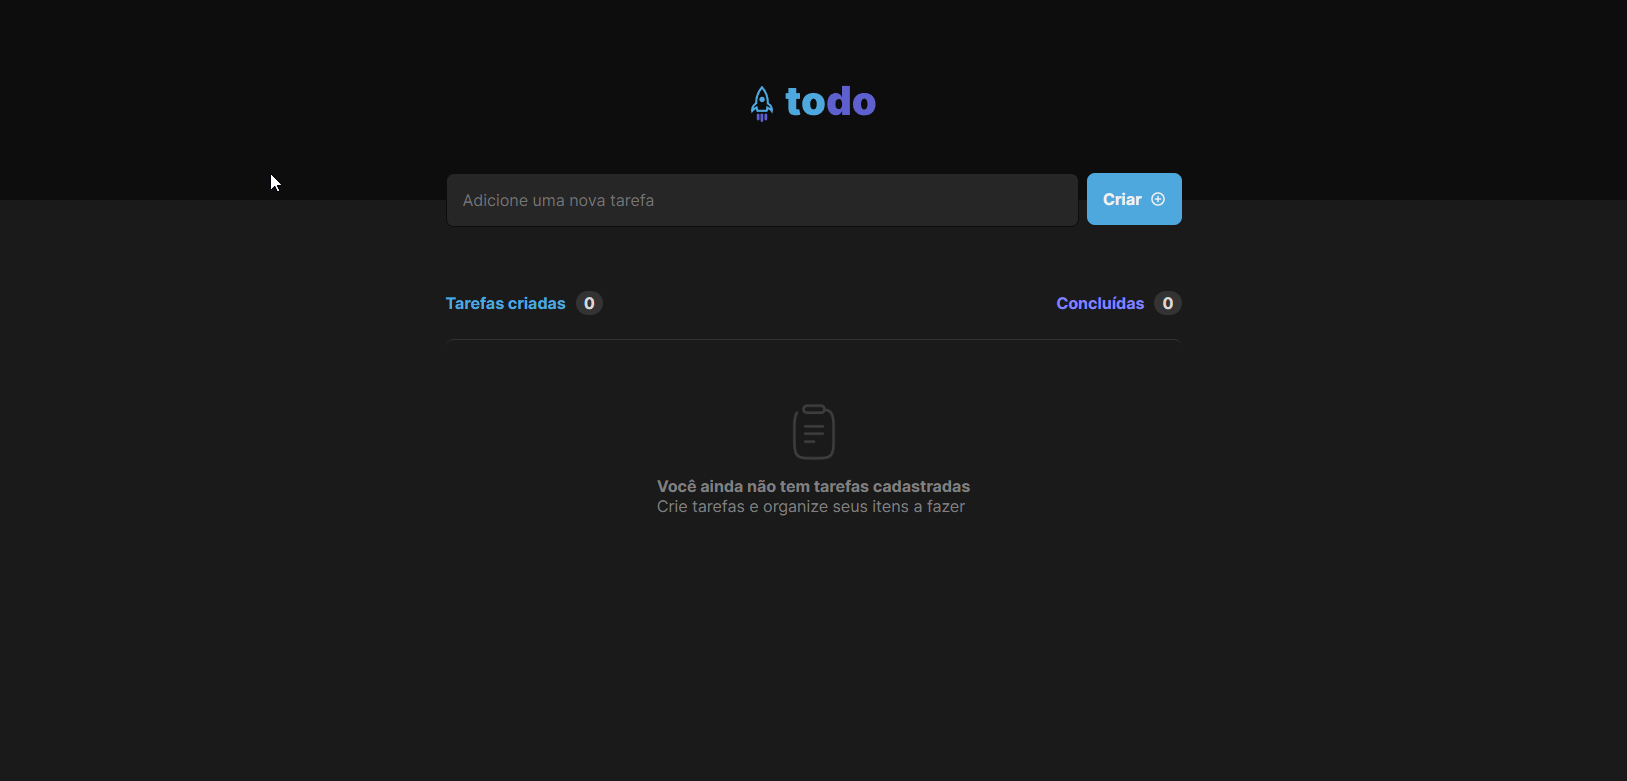 todo
Adicione uma nova tarefa
Criar
Tarefas criadas 0
Concluídas 0
Você ainda não tem tarefas cadastradas
Crie tarefas e organize seus itens a fazer